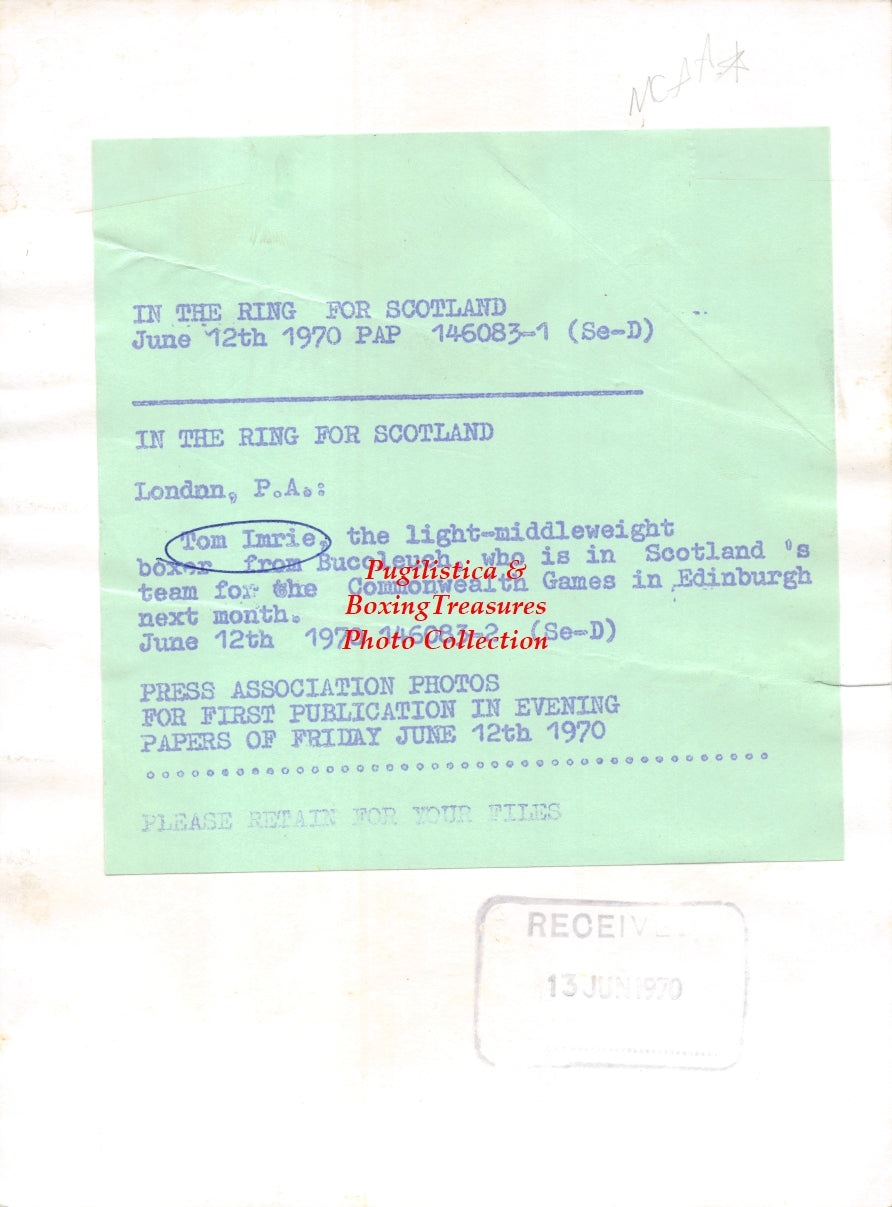 NCAA*
IN THE RING FOR SCOTLAND
June 12th 1970 PAP 146083-1 (Se-D)
IN THE RING FOR SCOTLAND
Londnn, P.A.:
Tom Imrie, the light-middleweight
boxer from Buccleuch, who is in Scotland 's
team for the Commonwealth Games in Edinburgh
next month.
June 12th 1970 146083-2 (Se-D)
Pugilistica &
BoxingTreasures
Photo Collection
PRESS ASSOCIATION PHOTOS
FOR FIRST PUBLICATION IN EVENING
PAPERS OF FRIDAY JUNE 12th 1970
PLEASE RETAIN FOR YOUR FILES
RECEIV
13 JUN 1970